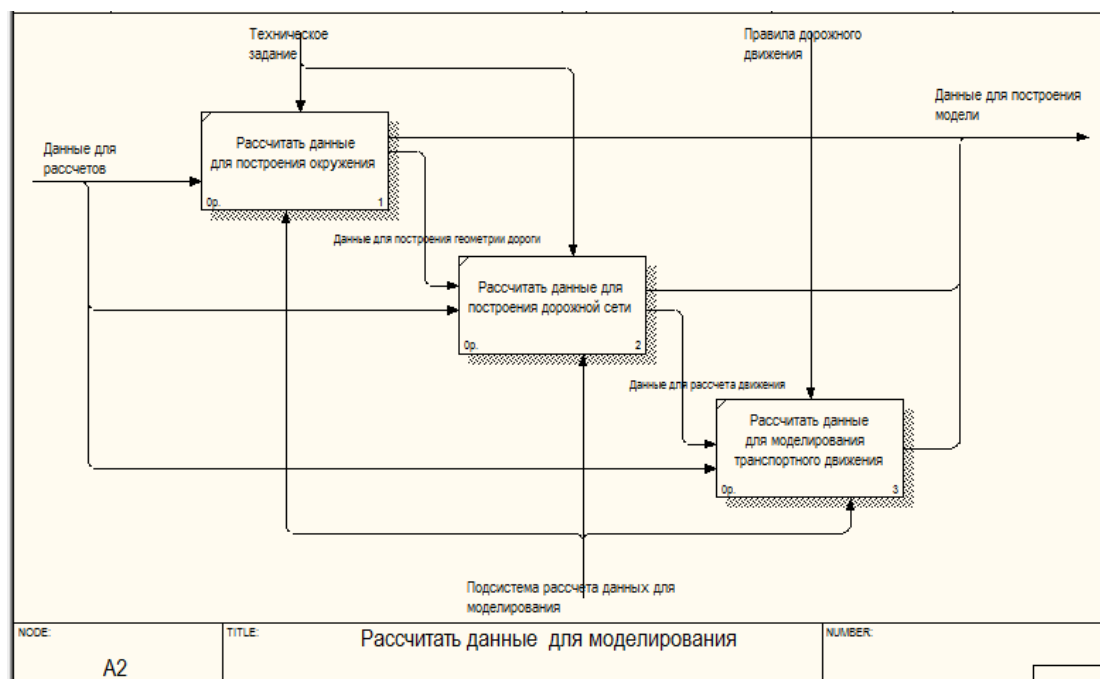 Техническое
задание
Правила дорожного
движения
Данные для построения
модели
Данные для
рассчетов
Рассчитать данные
для построения окружения
0р.
1
Данные для построения геометрии дороги
Рассчитать данные для
построения дорожной сети
0р.
2
Данные для рассчета движения
Рассчитать данные
для моделирования
транспортного движения
0р.
3
Подсистема рассчета данных для
моделирования
NODE:
TITLE:
Рассчитать данные для моделирования
NUMBER:
A2